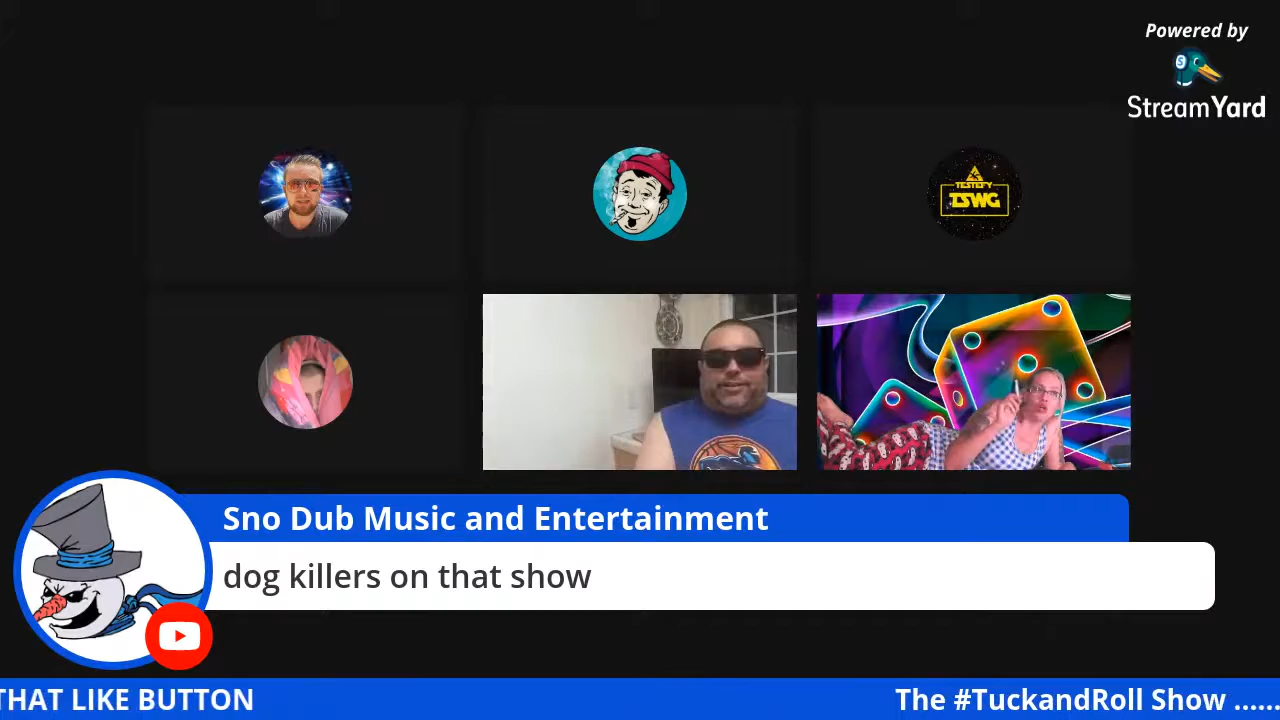 Powered by
StreamYard
TESTEFY
TSWG
Sno Dub Music and Entertainment
dog killers on that show
THAT LIKE BUTTON
The #TuckandRoll Show ......